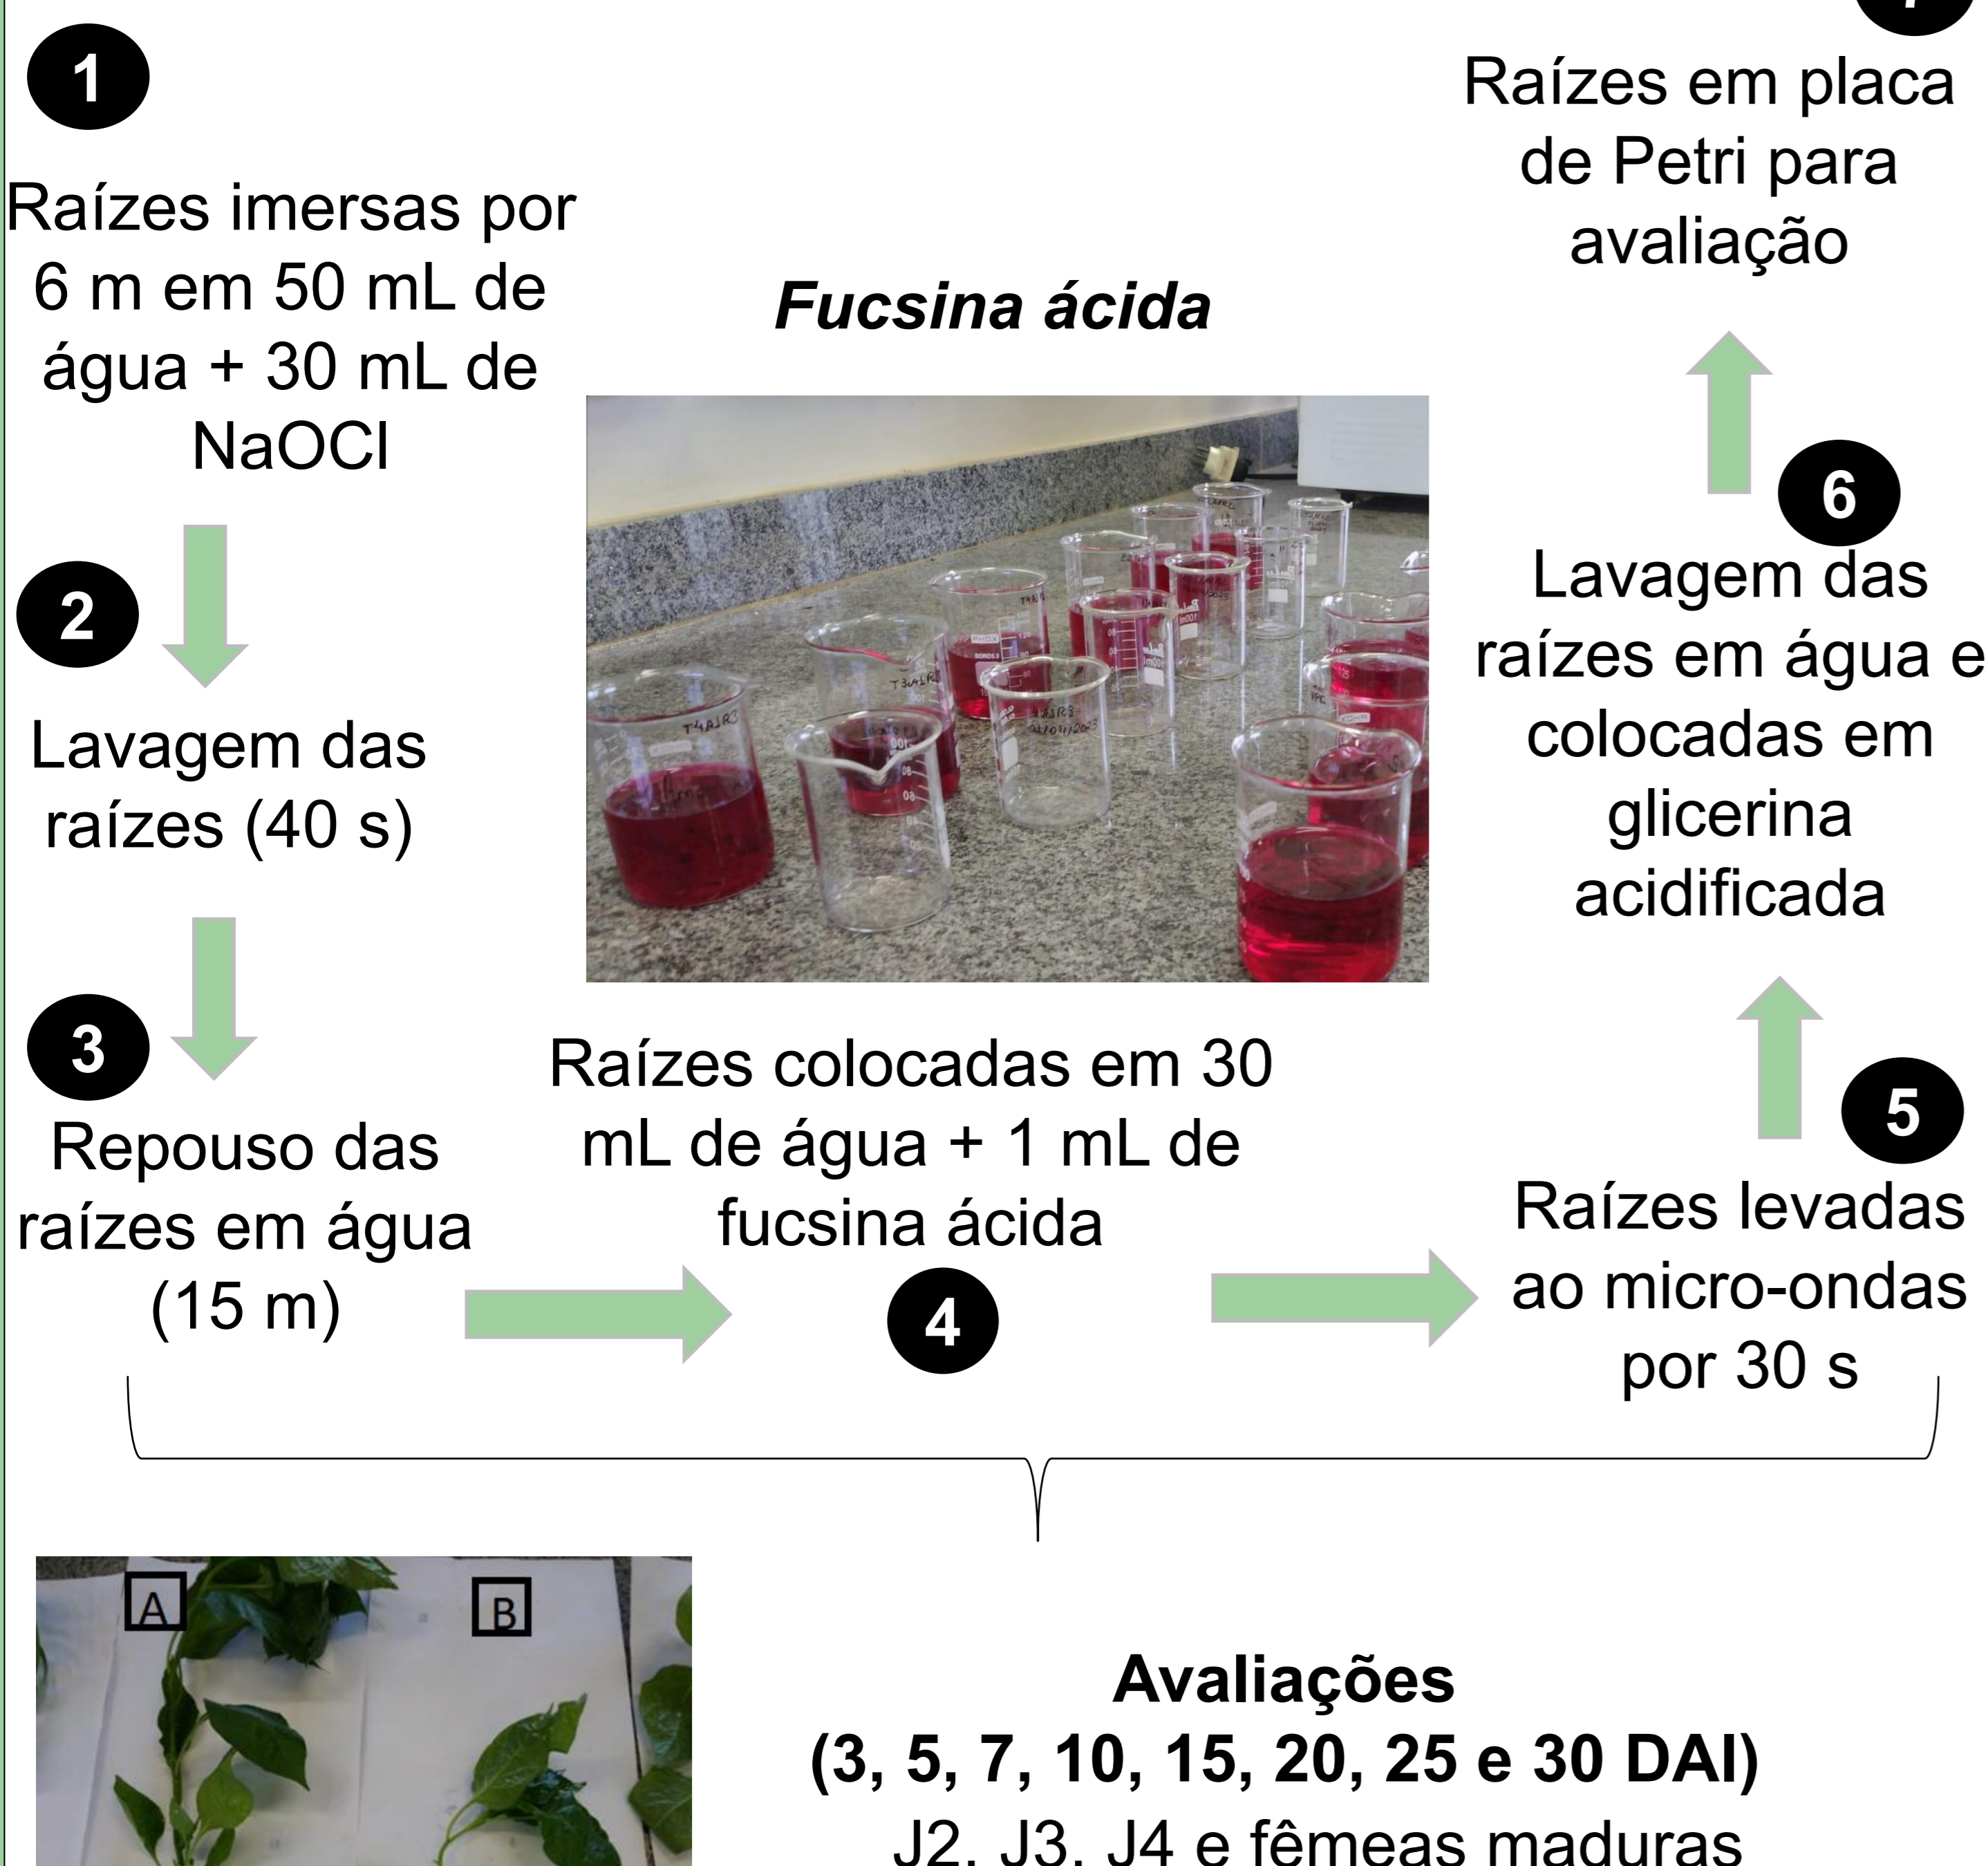 1
Raízes imersas por
6 m em 50 mL de
água + 30 mL de
NaOCl
2
Lavagem das
raízes (40 s)
3
Repouso das
raízes em água
(15 m)
Fucsina ácida
Raízes colocadas em 30
mL de água + 1 mL de
fucsina ácida
4
5
Raízes levadas
ao micro-ondas
por 30 s
6
Lavagem das
raízes em água e
colocadas em
glicerina
acidificada
7
Raízes em placa
de Petri para
avaliação
A
B
Avaliações
(3, 5, 7, 10, 15, 20, 25 e 30 DAI)
J2, J3, J4 e fêmeas maduras